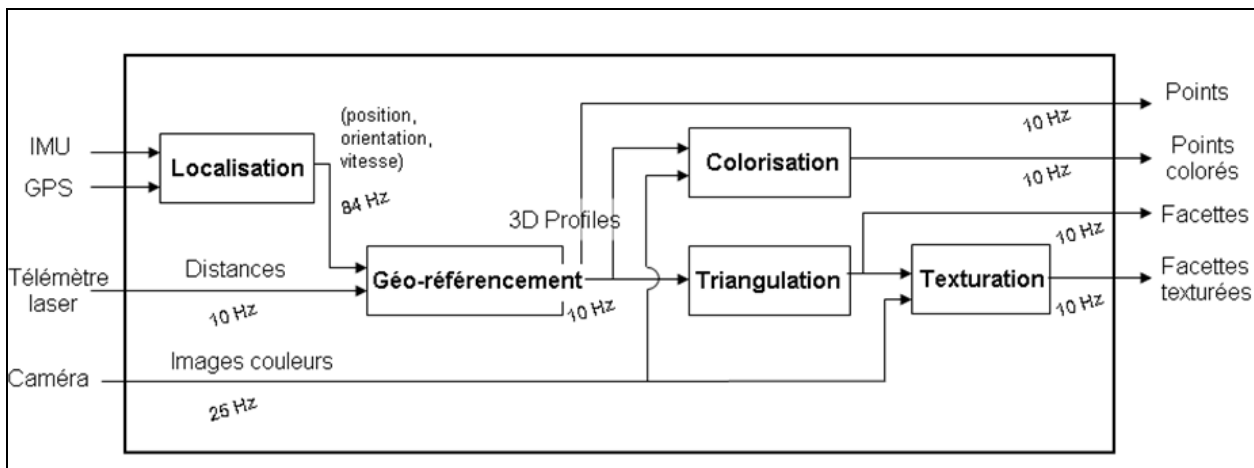 IMU
GPS
Localisation
(position,
orientation,
vitesse)
84 Hz
Télémètre
laser
Distances
10 Hz
Géo-référencement
3D Profiles
10 Hz
Caméra
Images couleurs
25 Hz
Colorisation
Triangulation
Texturation
10 Hz
Points
10 Hz
Points
colorés
10 Hz
Facettes
10 Hz
Facettes
texturées